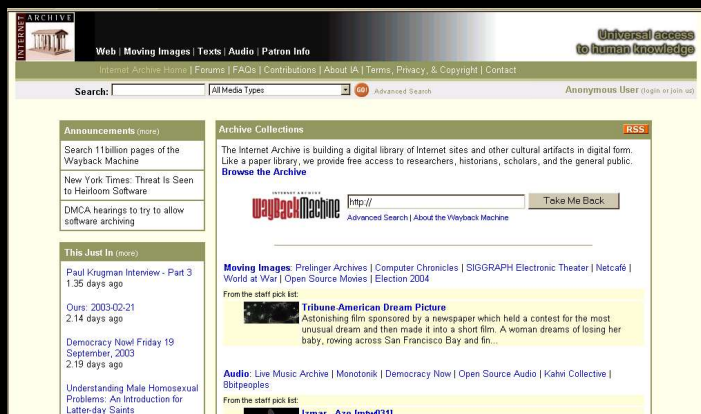 INTERNET ARCHIVE
Universal access
to human knowledge
Web | Moving Images | Texts | Audio | Patron Info
Internet Archive Home | Forums | FAQs | Contributions | About IA | Terms, Privacy, & Copyright | Contact
Search: All Media Types GO! Advanced Search Anonymous User (login or join us)
Announcements (more)
Search 11billion pages of the
Wayback Machine
New York Times: Threat Is Seen
to Heirloom Software
DMCA hearings to try to allow
software archiving
This Just In (more)
Paul Krugman Interview - Part 3
1.35 days ago
Ours: 2003-02-21
2.14 days ago
Democracy Now! Friday 19
September, 2003
2.19 days ago
Understanding Male Homosexual
Problems: An Introduction for
Latter-day Saints
Archive Collections RSS
The Internet Archive is building a digital library of Internet sites and other cultural artifacts in digital form.
Like a paper library, we provide free access to researchers, historians, scholars, and the general public.
Browse the Archive
INTERNET ARCHIVE
WayBackMachine http:// Take Me Back
Advanced Search | About the Wayback Machine
Moving Images: Prelinger Archives | Computer Chronicles | SIGGRAPH Electronic Theater | Netcafé |
World at War | Open Source Movies | Election 2004
From the staff pick list:
Tribune-American Dream Picture
Astonishing film sponsored by a newspaper which held a contest for the most
unusual dream and then made it into a short film. A woman dreams of losing her
baby, rowing across San Francisco Bay and fin...
Audio: Live Music Archive | Monotonik | Democracy Now | Open Source Audio | Kahvi Collective |
8bitpeoples
From the staff pick list:
Izmar - Azo [mtw031]